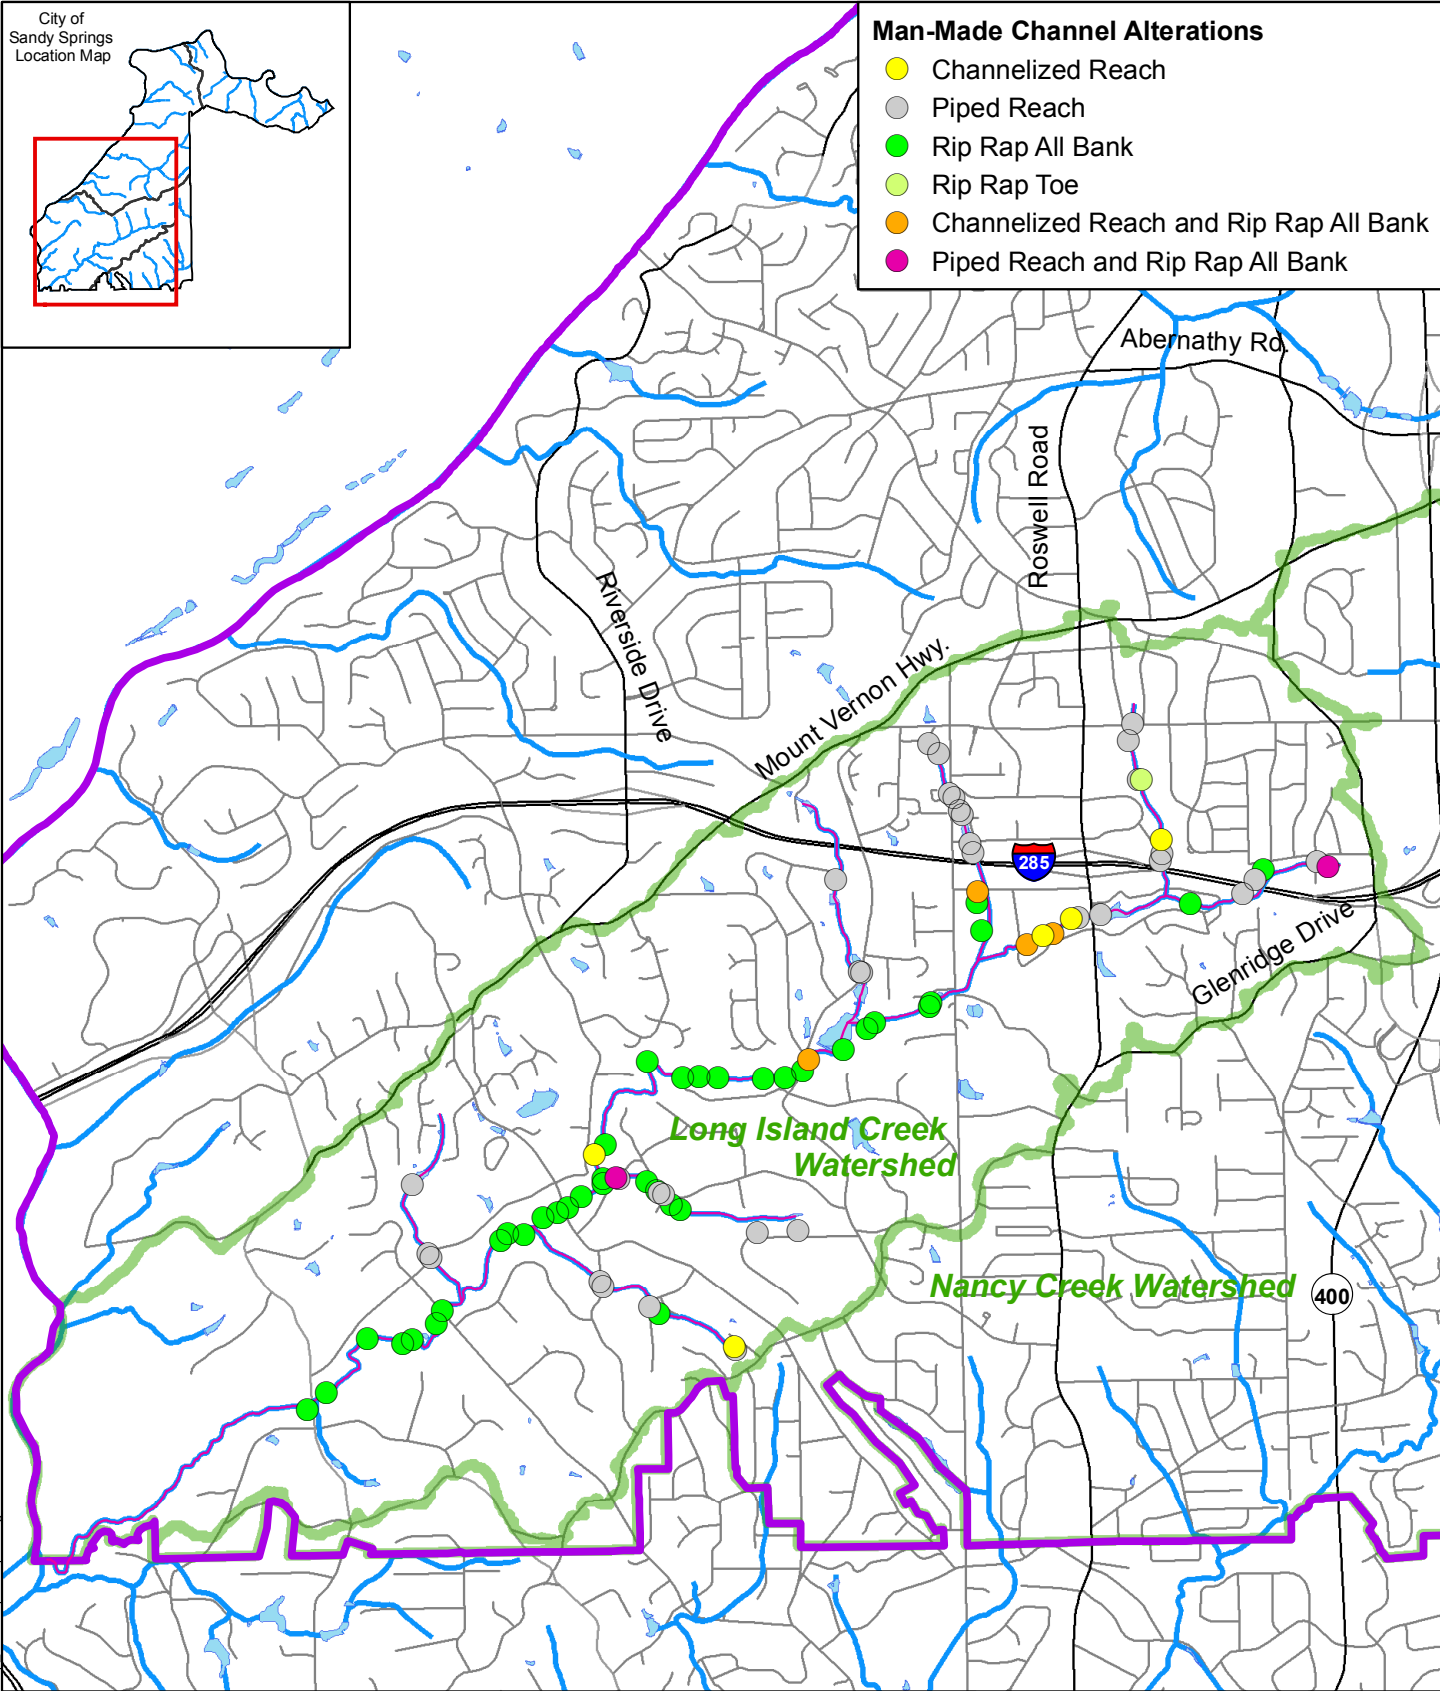 City of
Sandy Springs
Location Map
Man-Made Channel Alterations
Channelized Reach
Piped Reach
Rip Rap All Bank
Rip Rap Toe
Channelized Reach and Rip Rap All Bank
Piped Reach and Rip Rap All Bank
Abernathy Rd.
Roswell Road
Riverside Drive
Mount Vernon Hwy.
285
Glenridge Drive
Long Island Creek
Watershed
Nancy Creek Watershed
400